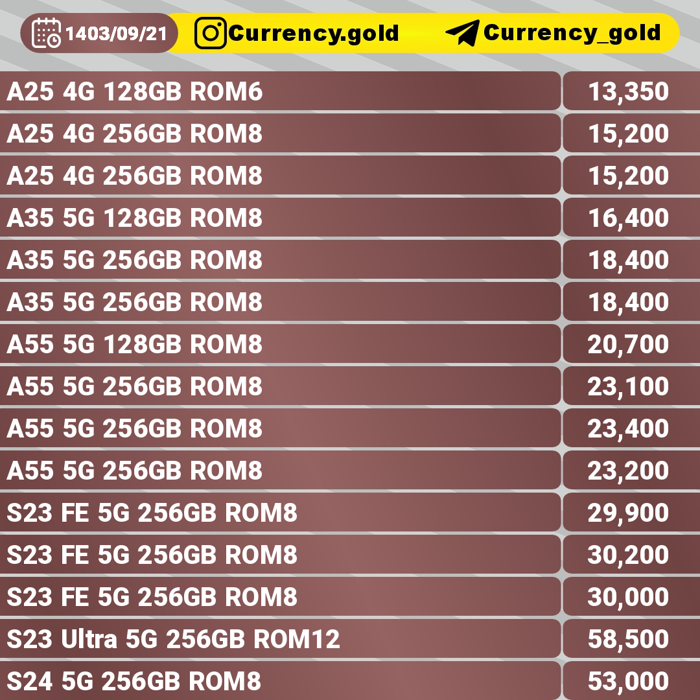 1403/09/21 Currency.gold Currency_gold
A25 4G 128GB ROM6 13,350
A25 4G 256GB ROM8 15,200
A25 4G 256GB ROM8 15,200
A35 5G 128GB ROM8 16,400
A35 5G 256GB ROM8 18,400
A35 5G 256GB ROM8 18,400
A55 5G 128GB ROM8 20,700
A55 5G 256GB ROM8 23,100
A55 5G 256GB ROM8 23,400
A55 5G 256GB ROM8 23,200
S23 FE 5G 256GB ROM8 29,900
S23 FE 5G 256GB ROM8 30,200
S23 FE 5G 256GB ROM8 30,000
S23 Ultra 5G 256GB ROM12 58,500
S24 5G 256GB ROM8 53,000